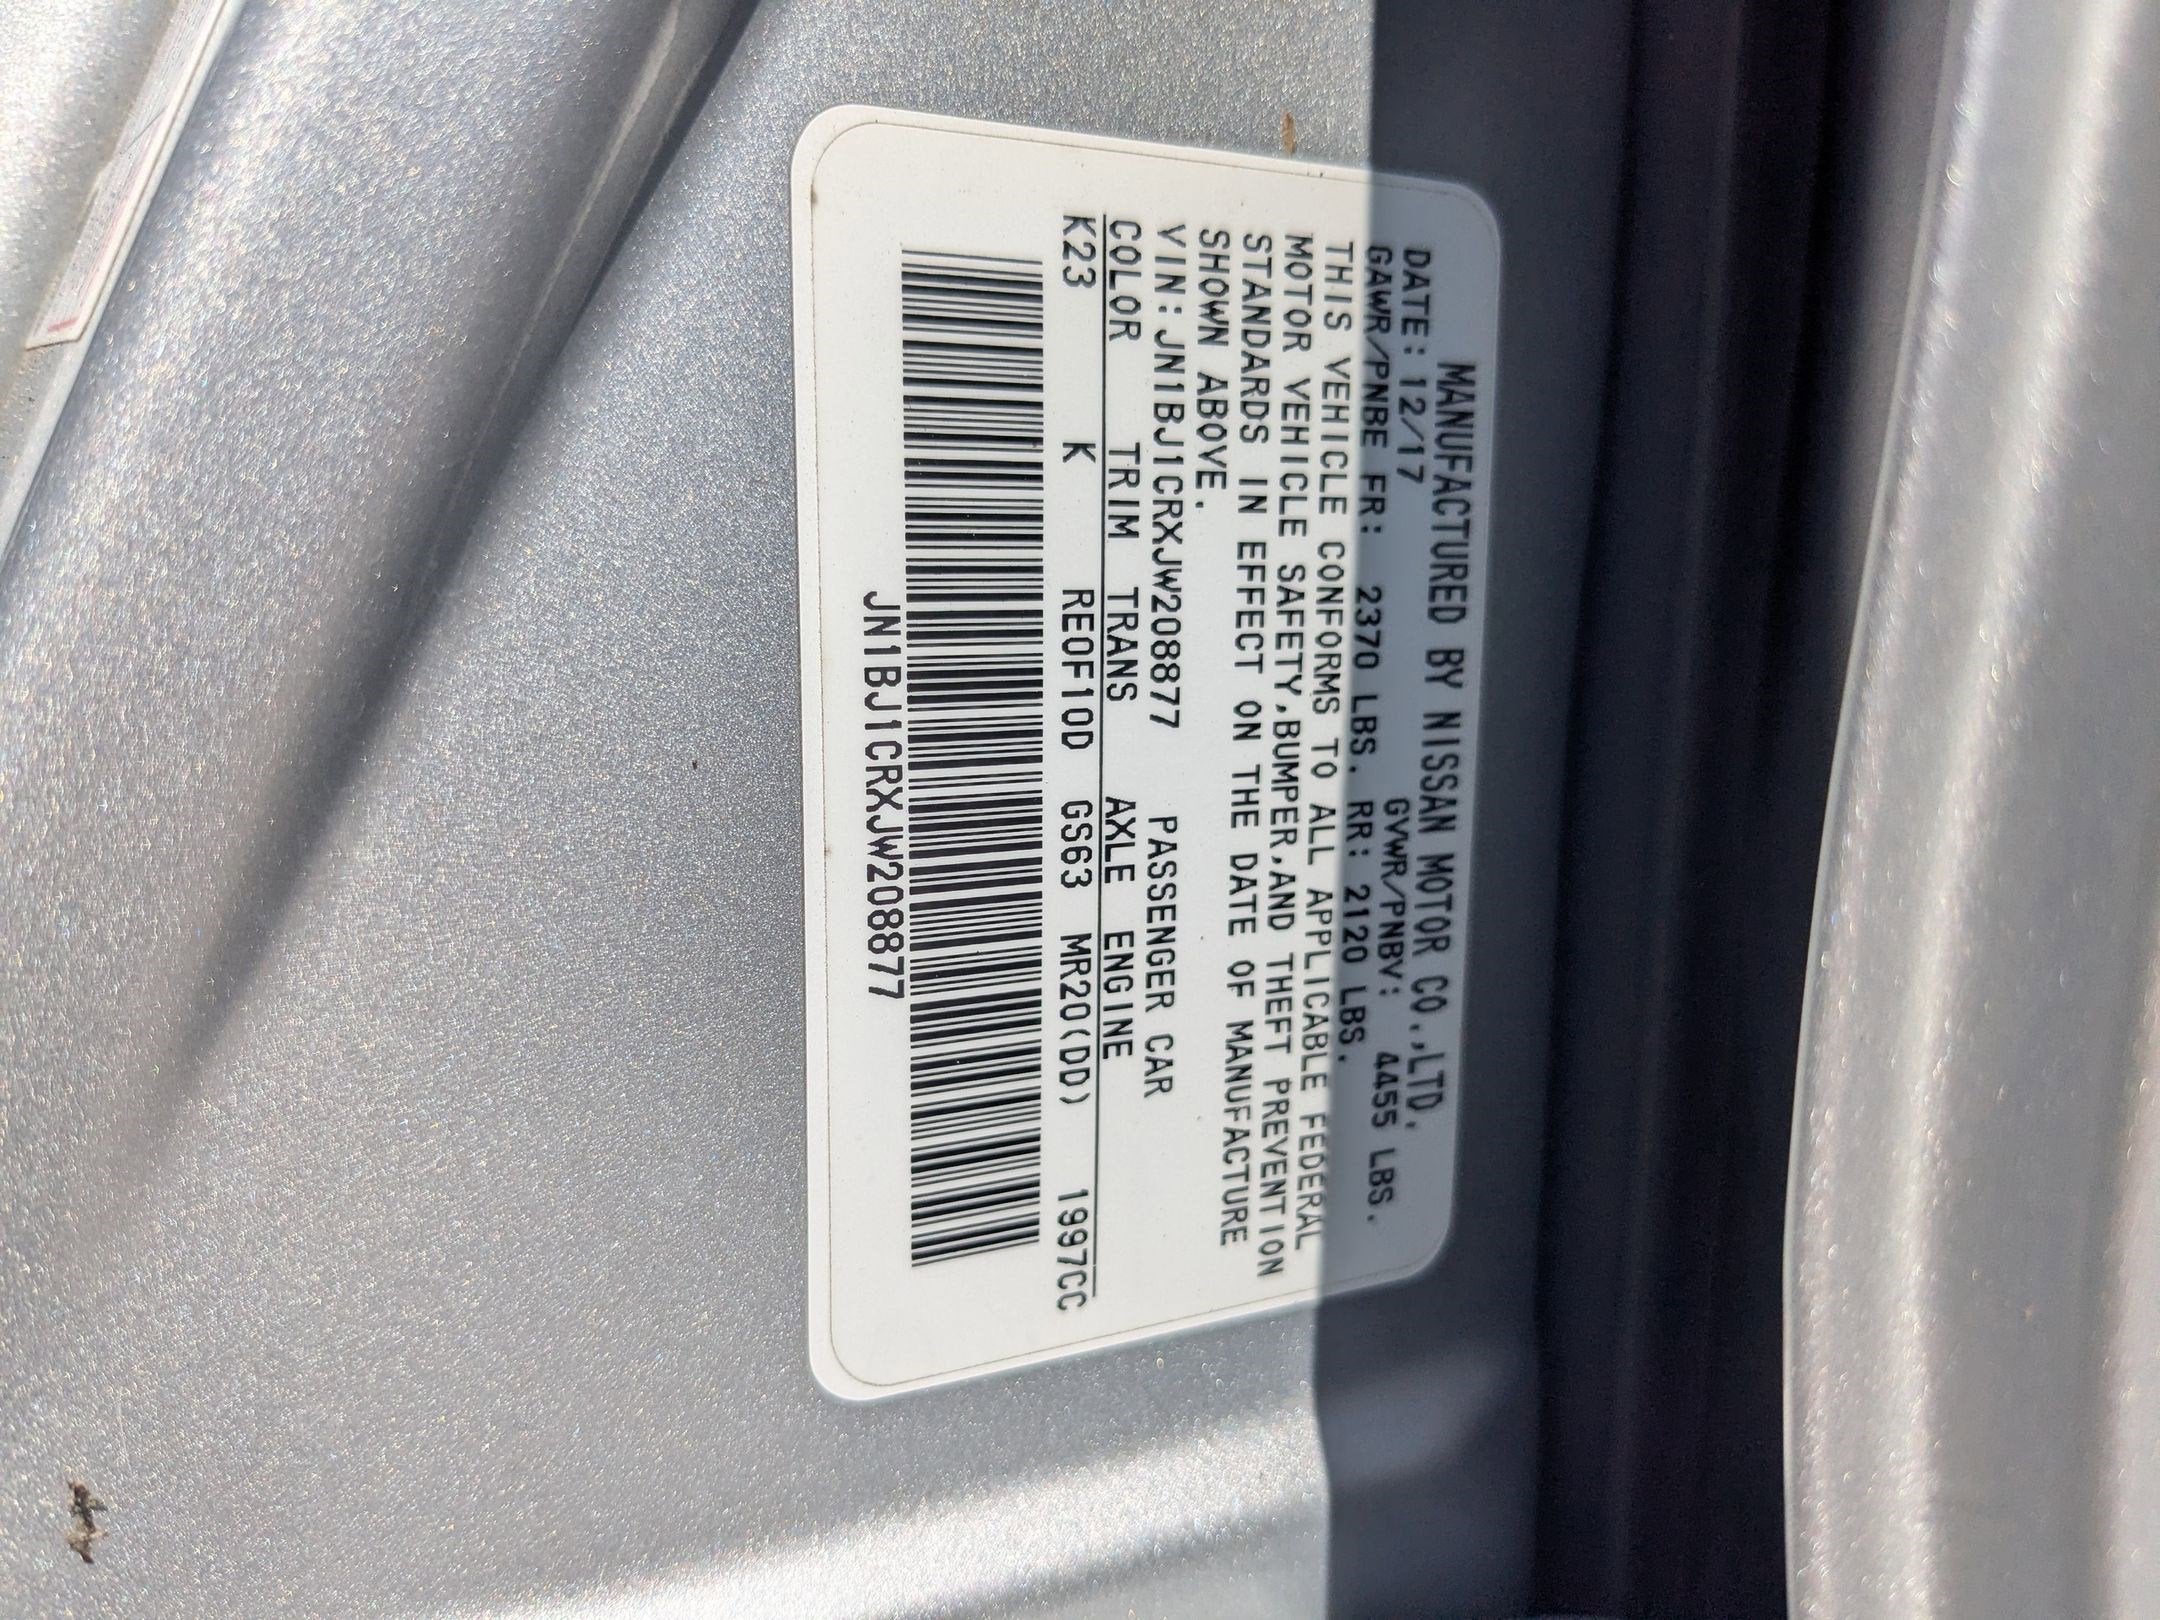 MANUFACTURED BY NISSAN MOTOR CO.,LTD.
DATE:12/17 GVWR/PNBV: 4455 LBS.
GAWR/PNBE FR: 2370 LBS. RR: 2120 LBS.
THIS VEHICLE CONFORMS TO ALL APPLICABLE FEDERAL
MOTOR VEHICLE SAFETY,BUMPER,AND THEFT PREVENTION
STANDARDS IN EFFECT ON THE DATE OF MANUFACTURE
SHOWN ABOVE.
VIN:JN1BJ1CRXJW208877 PASSENGER CAR
COLOR TRIM TRANS AXLE ENGINE
K23 K RE0F10D GS63 MR20(DD) 1997CC
JN1BJ1CRXJW208877